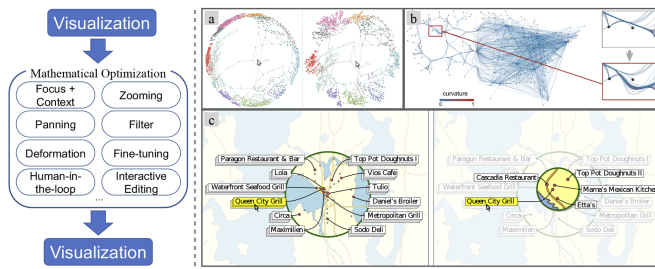 Visualization
Mathematical Optimization
Focus +
Context
Zooming
Panning
Filter
Deformation
Fine-tuning
Human-in-
the-loop
Interactive
Editing
...
Visualization
a
b
curvature
0
1
c
Paragon Restaurant & Bar
Top Pot Doughnuts I
Lola
Vios Cafe
Waterfront Seafood Grill
Tulio
Queen City Grill
Daniel's Broiler
Circa
Metropolitan Grill
Maximilien
Sodo Deli
Paragon Restaurant & Bar
Top Pot Doughnuts I
Cascadia Restaurant
Top Pot Doughnuts II
Waterfront Seafood Grill
Mama's Mexican Kitchen
Queen City Grill
Etta's
Daniel's Broiler
Circa
Metropolitan Grill
Maximilien
Sodo Deli